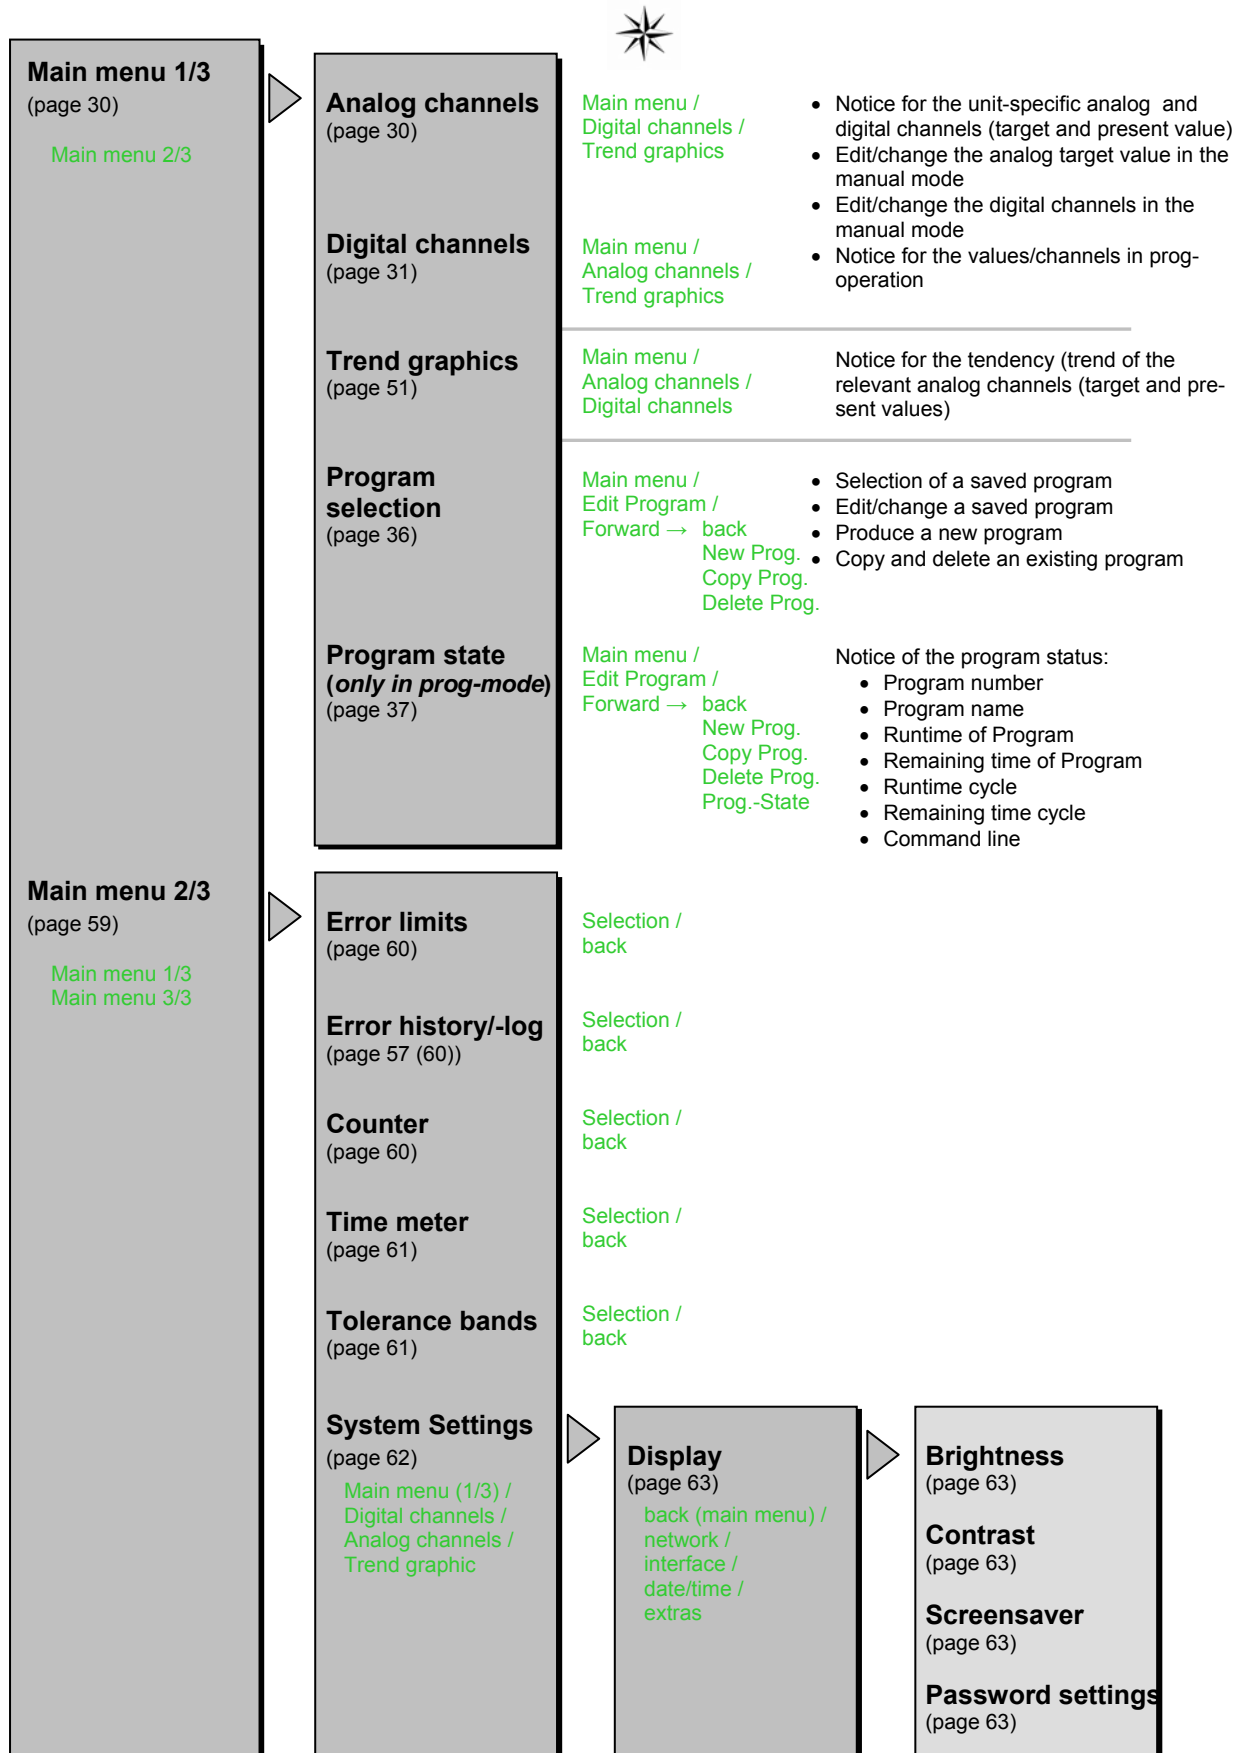 Main menu 1/3
(page 30)
Main menu 2/3
Analog channels
(page 30)
Main menu /
Digital channels /
Trend graphics
• Notice for the unit-specific analog and
digital channels (target and present value)
• Edit/change the analog target value in the
manual mode
• Edit/change the digital channels in the
manual mode
• Notice for the values/channels in prog-
operation
Digital channels
(page 31)
Main menu /
Analog channels /
Trend graphics
Trend graphics
(page 51)
Main menu /
Analog channels /
Digital channels
Notice for the tendency (trend of the
relevant analog channels (target and pre-
sent values)
Program
selection
(page 36)
Main menu /
Edit Program /
Forward → back
New Prog.
Copy Prog.
Delete Prog.
• Selection of a saved program
• Edit/change a saved program
• Produce a new program
• Copy and delete an existing program
Program state
(only in prog-mode)
(page 37)
Main menu /
Edit Program /
Forward → back
New Prog.
Copy Prog.
Delete Prog.
Prog.-State
Notice of the program status:
• Program number
• Program name
• Runtime of Program
• Remaining time of Program
• Runtime cycle
• Remaining time cycle
• Command line
Main menu 2/3
(page 59)
Main menu 1/3
Main menu 3/3
Error limits
(page 60)
Selection /
back
Error history/-log
(page 57 (60))
Selection /
back
Counter
(page 60)
Selection /
back
Time meter
(page 61)
Selection /
back
Tolerance bands
(page 61)
Selection /
back
System Settings
(page 62)
Main menu (1/3) /
Digital channels /
Analog channels /
Trend graphic
Display
(page 63)
back (main menu) /
network /
interface /
date/time /
extras
Brightness
(page 63)
Contrast
(page 63)
Screensaver
(page 63)
Password settings
(page 63)